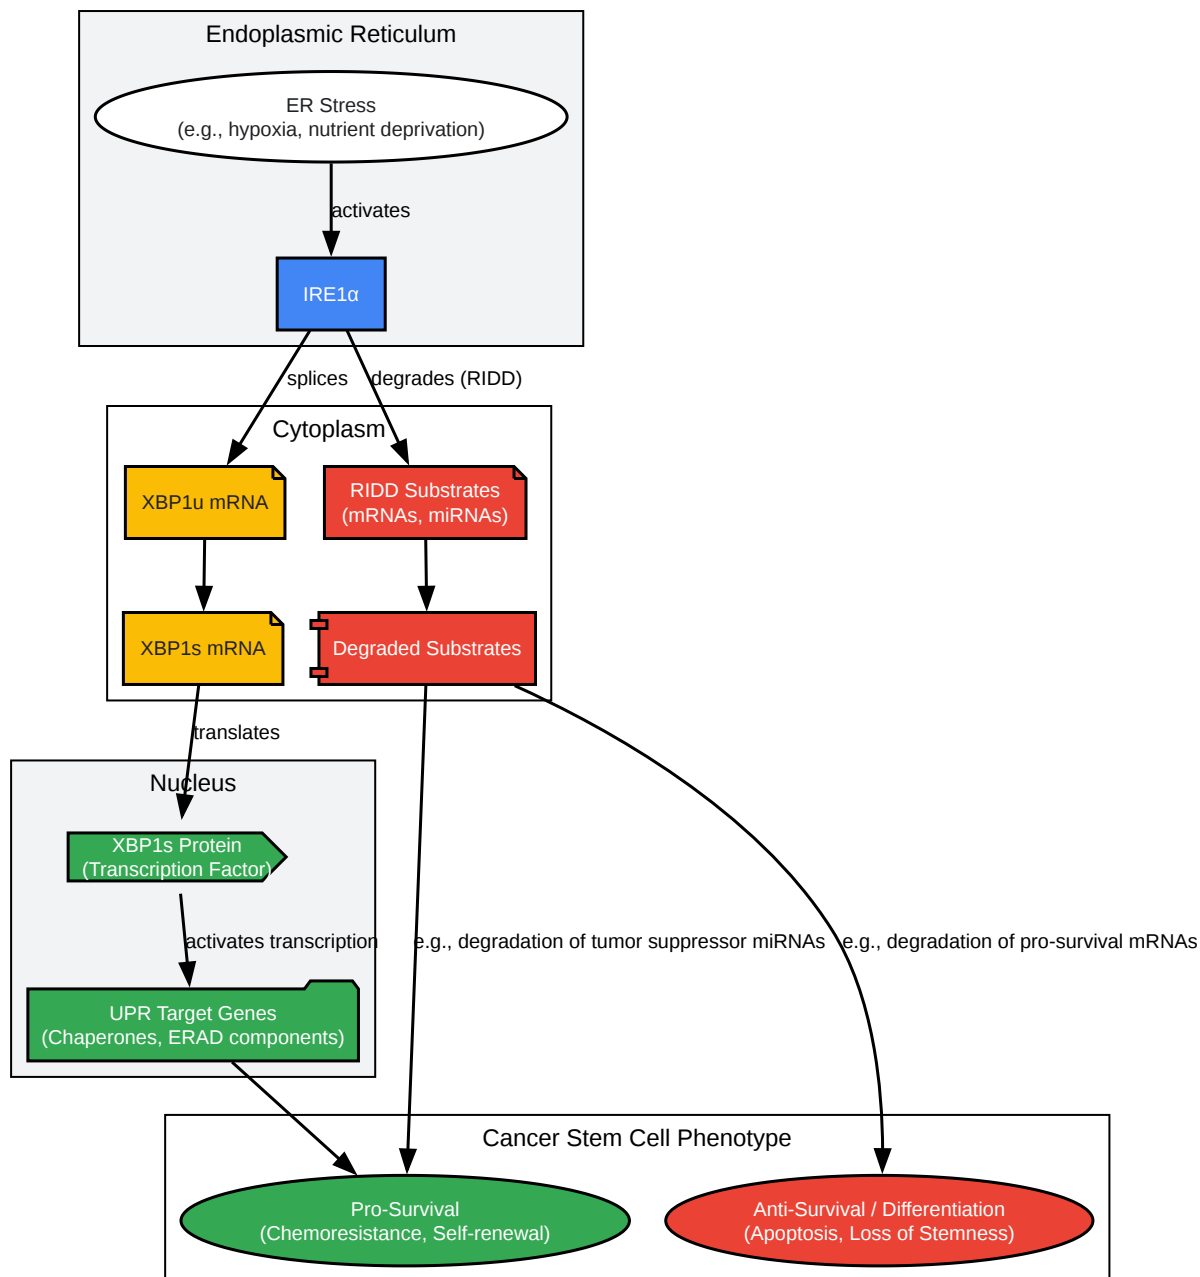 Endoplasmic Reticulum
ER Stress
(e.g., hypoxia, nutrient deprivation)
activates
IRE1α
splices
degrades (RIDD)
Cytoplasm
XBP1u mRNA
RIDD Substrates
(mRNAs, miRNAs)
XBP1s mRNA
Degraded Substrates
translates
Nucleus
XBP1s Protein
(Transcription Factor)
activates transcription
e.g., degradation of tumor suppressor miRNAs
e.g., degradation of pro-survival mRNAs
UPR Target Genes
(Chaperones, ERAD components)
Cancer Stem Cell Phenotype
Pro-Survival
(Chemoresistance, Self-renewal)
Anti-Survival / Differentiation
(Apoptosis, Loss of Stemness)